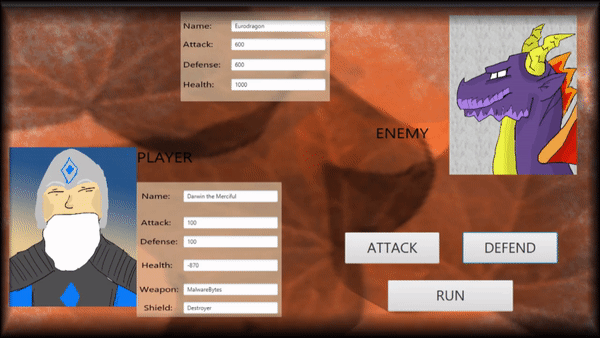 Name: Eurodragon
Attack: 600
Defense: 600
Health: 1000
ENEMY
PLAYER
Name: Darwin the Merciful
Attack: 100
Defense: 100
Health: -870
Weapon: MalwareBytes
Shield: Destroyer
ATTACK DEFEND
RUN